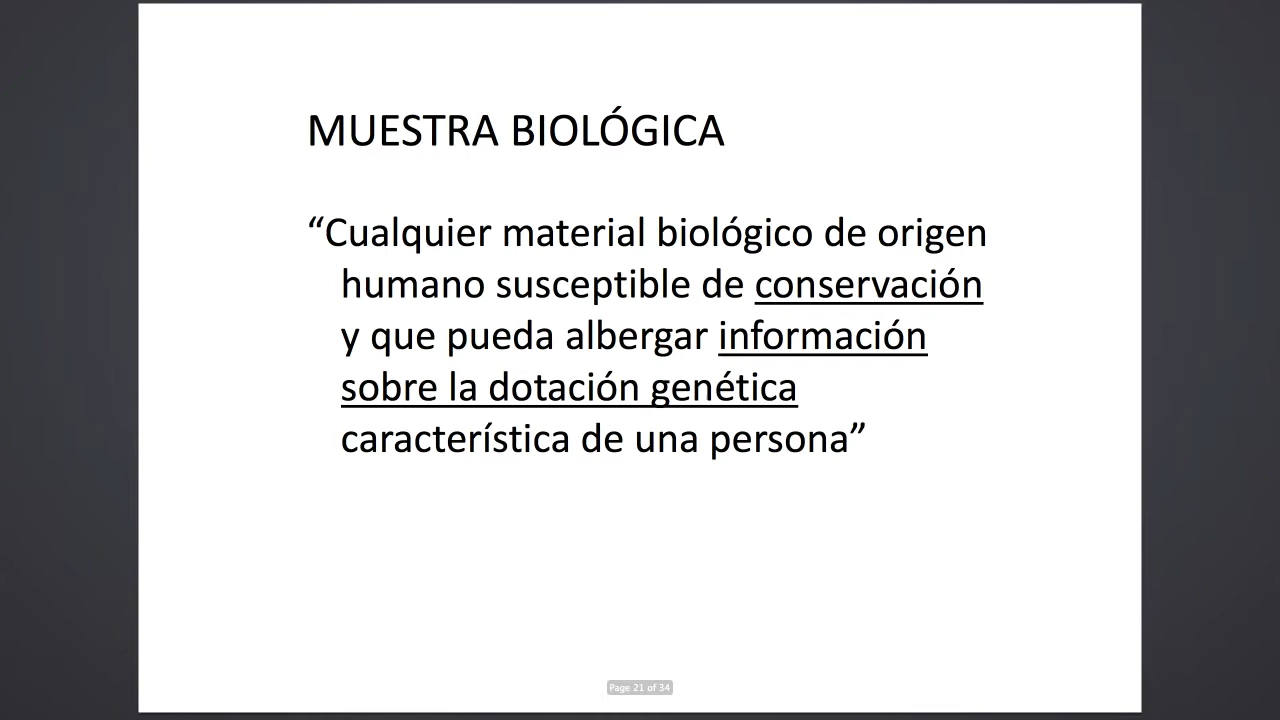 MUESTRA BIOLÓGICA
“Cualquier material biológico de origen
humano susceptible de conservación
y que pueda albergar información
sobre la dotación genética
característica de una persona”
Page 21 of 34